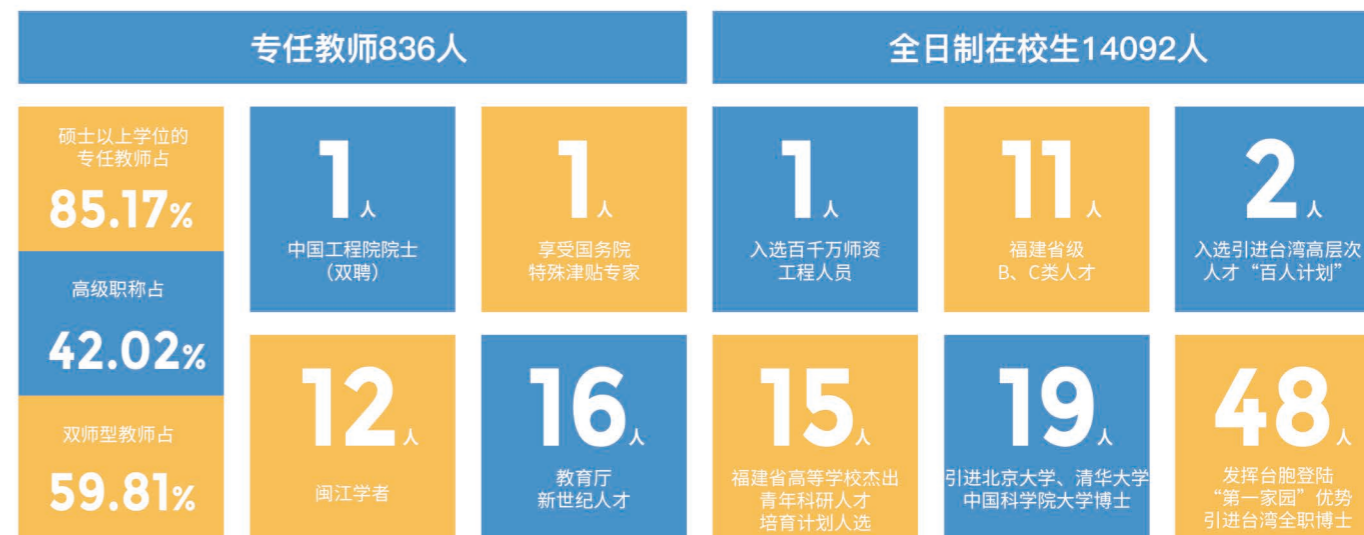 专任教师836人
全日制在校生14092人
硕士以上学位的
专任教师占
85.17%
高级职称占
42.02%
双师型教师占
59.81%
1人
中国工程院院士
（双聘）
1人
享受国务院
特殊津贴专家
1人
入选百千万师资
工程人员
11人
福建省级
B、C类人才
2人
入选引进台湾高层次
人才“百人计划”
12人
闽江学者
16人
教育厅
新世纪人才
15人
福建省高等学校杰出
青年科研人才
培育计划人选
19人
引进北京大学、清华大学
中国科学院大学博士
48人
发挥台胞登陆
“第一家园”优势
引进台湾全职博士